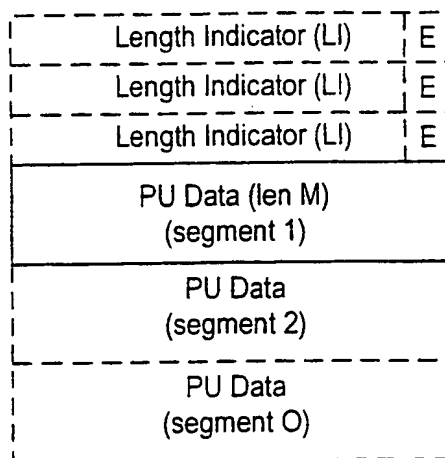 Length Indicator (LI) E
Length Indicator (LI) E
Length Indicator (LI) E
PU Data (len M)
(segment 1)
PU Data
(segment 2)
PU Data
(segment O)